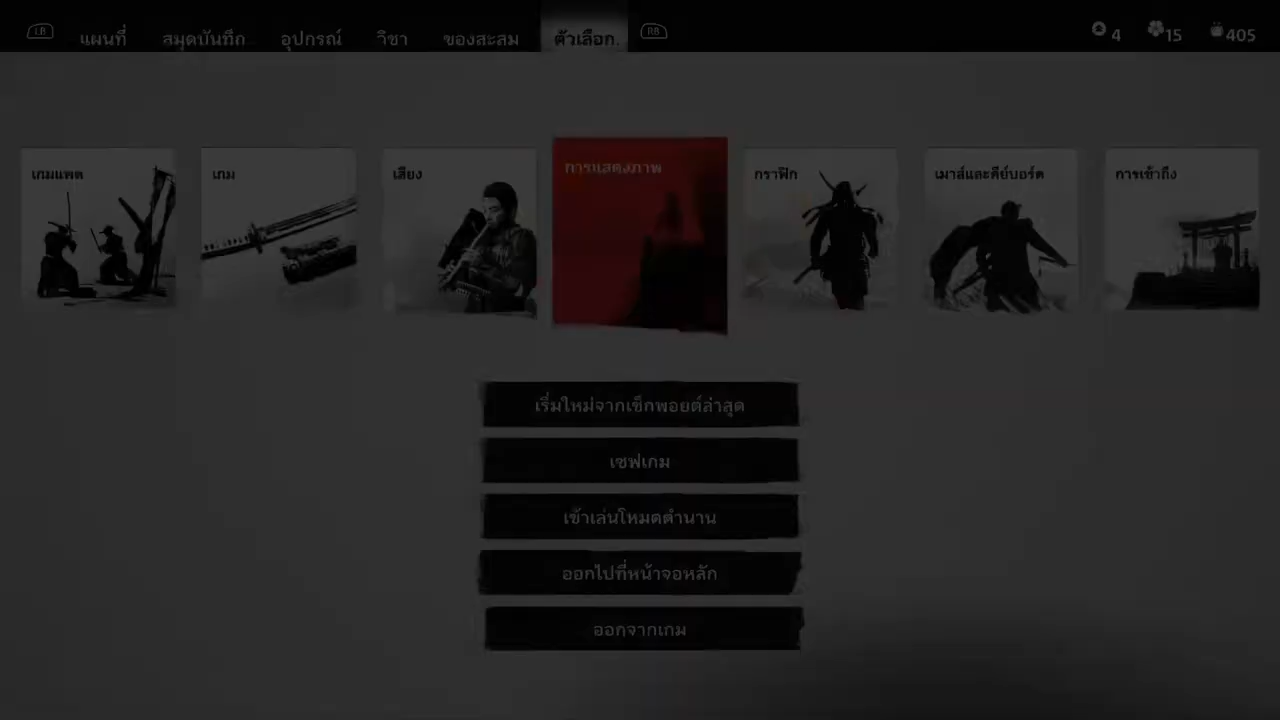 LB แผนที่ สมุดบันทึก อุปกรณ์ วิชา ของสะสม ตัวเลือก RB 4 15 405
เกมแพด เกม เสียง การแสดงภาพ กราฟิก เมาส์และคีย์บอร์ด การเข้าถึง
เริ่มใหม่จากเช็กพอยต์ล่าสุด
เซฟเกม
เข้าเล่นโหมดตำนาน
ออกไปที่หน้าจอหลัก
ออกจากเกม